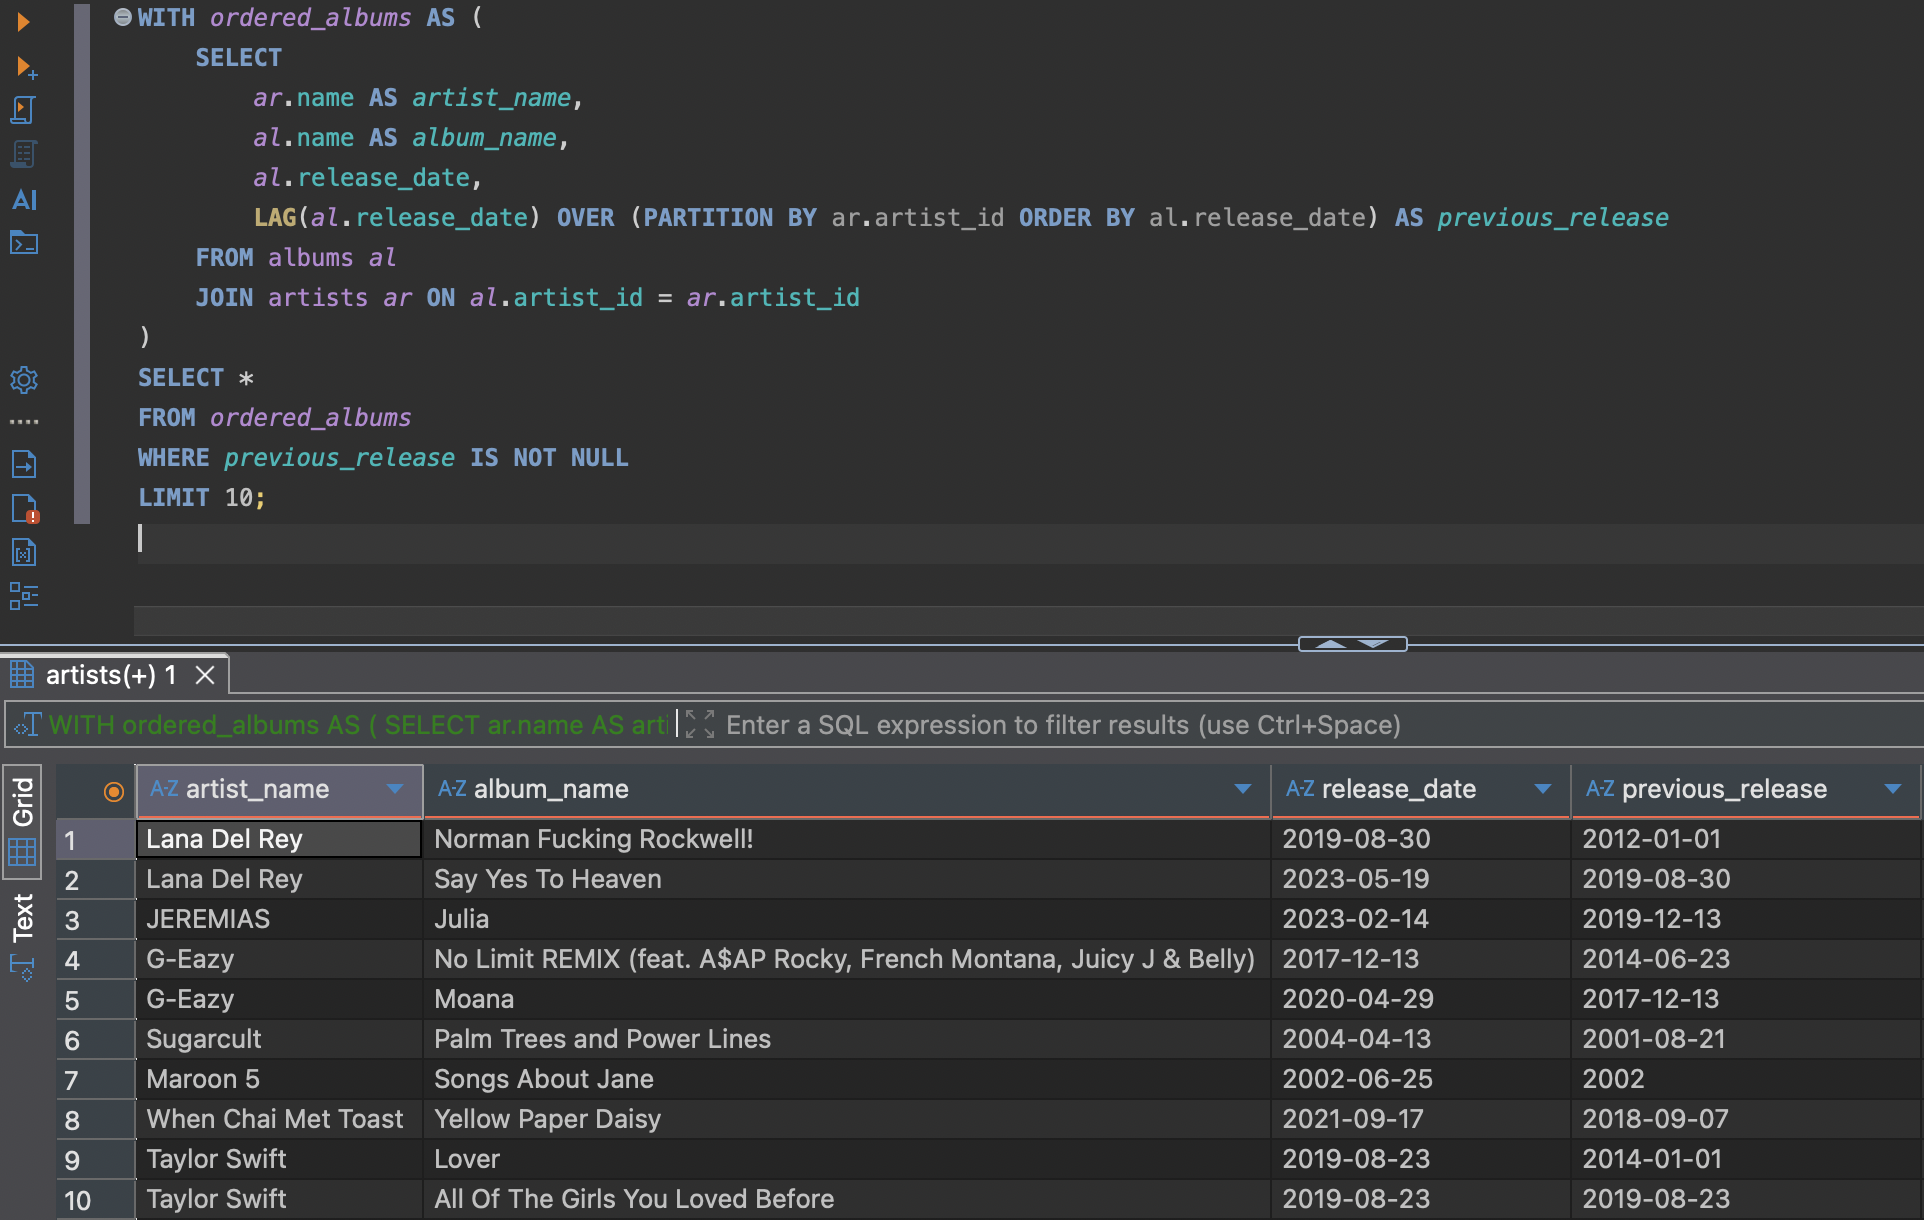 WITH ordered_albums AS (
SELECT
ar.name AS artist_name,
al.name AS album_name,
al.release_date,
LAG(al.release_date) OVER (PARTITION BY ar.artist_id ORDER BY al.release_date) AS previous_release
FROM albums al
JOIN artists ar ON al.artist_id = ar.artist_id
)
SELECT *
FROM ordered_albums
WHERE previous_release IS NOT NULL
LIMIT 10;
AI
artists(+) 1
WITH ordered_albums AS ( SELECT ar.name AS arti Enter a SQL expression to filter results (use Ctrl+Space)
Grid
Text
A-Z artist_name A-Z album_name A-Z release_date A-Z previous_release
1 Lana Del Rey Norman Fucking Rockwell! 2019-08-30 2012-01-01
2 Lana Del Rey Say Yes To Heaven 2023-05-19 2019-08-30
3 JEREMIAS Julia 2023-02-14 2019-12-13
4 G-Eazy No Limit REMIX (feat. A$AP Rocky, French Montana, Juicy J & Belly) 2017-12-13 2014-06-23
5 G-Eazy Moana 2020-04-29 2017-12-13
6 Sugarcult Palm Trees and Power Lines 2004-04-13 2001-08-21
7 Maroon 5 Songs About Jane 2002-06-25 2002
8 When Chai Met Toast Yellow Paper Daisy 2021-09-17 2018-09-07
9 Taylor Swift Lover 2019-08-23 2014-01-01
10 Taylor Swift All Of The Girls You Loved Before 2019-08-23 2019-08-23